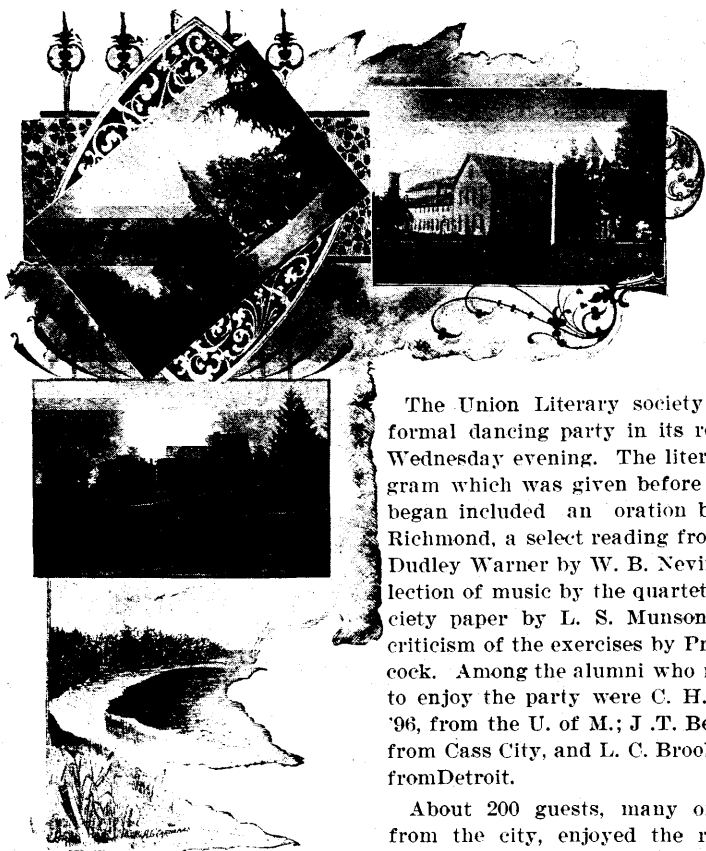 The Union Literary society
formal dancing party in its r
Wednesday evening. The liter
gram which was given before
began included an oration b
Richmond, a select reading fro
Dudley Warner by W. B. Nevi
lection of music by the quartet
ciety paper by L. S. Munson
criticism of the exercises by Pr
cock. Among the alumni who
to enjoy the party were C. H.
'96, from the U. of M.; J .T. Be
from Cass City, and L. C. Broo
fromDetroit.
About 200 guests, many o
from the city, enjoyed the r